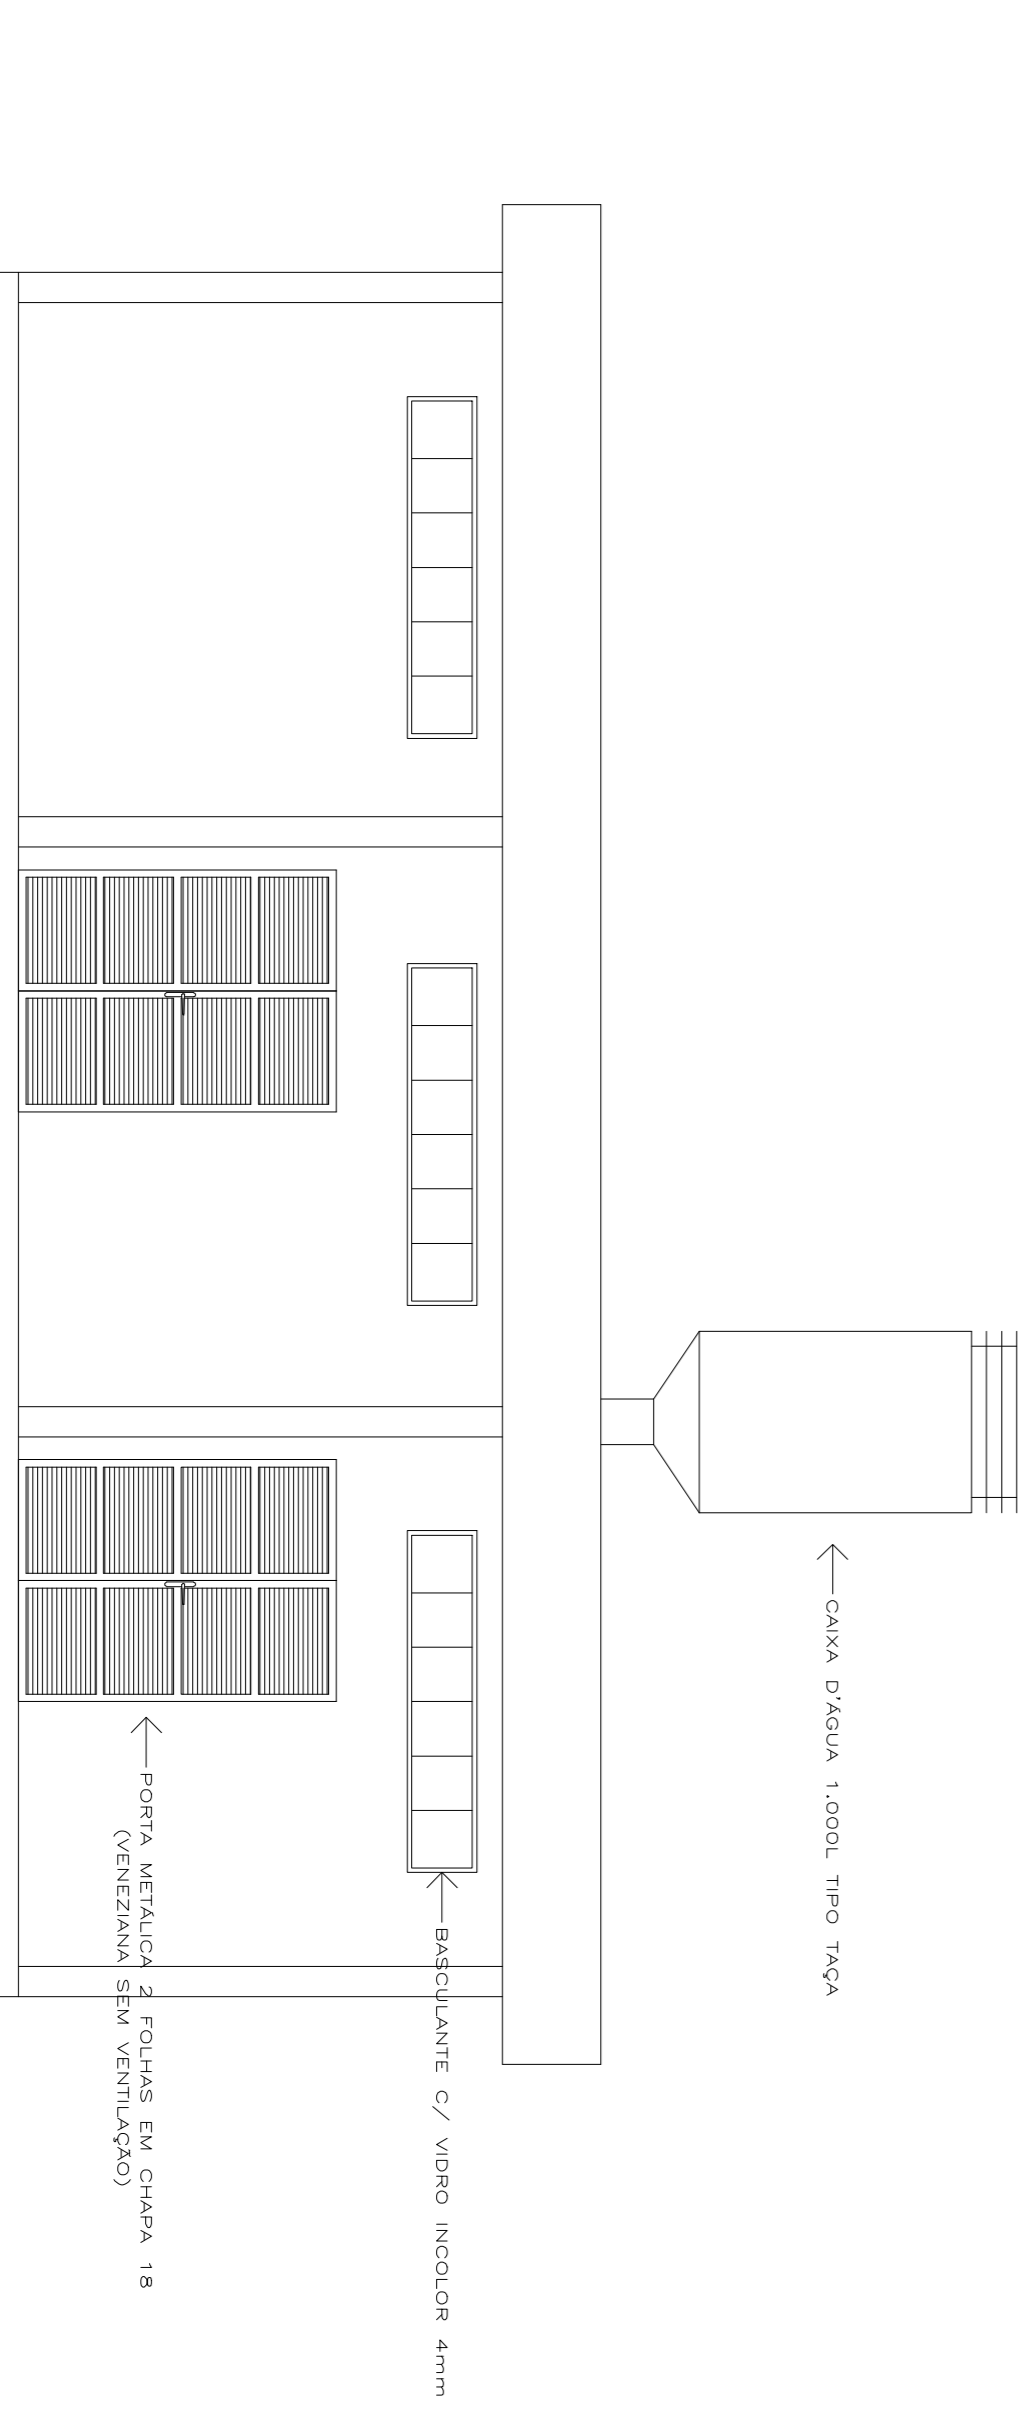 CAIXA D'ÁGUA 1.000L TIPO TAÇA
BASCULANTE C/ VIDRO INCOLOR 4mm
PORTA METÁLICA 2 FOLHAS EM CHAPA 18
(VENEZIANA SEM VENTILAÇÃO)